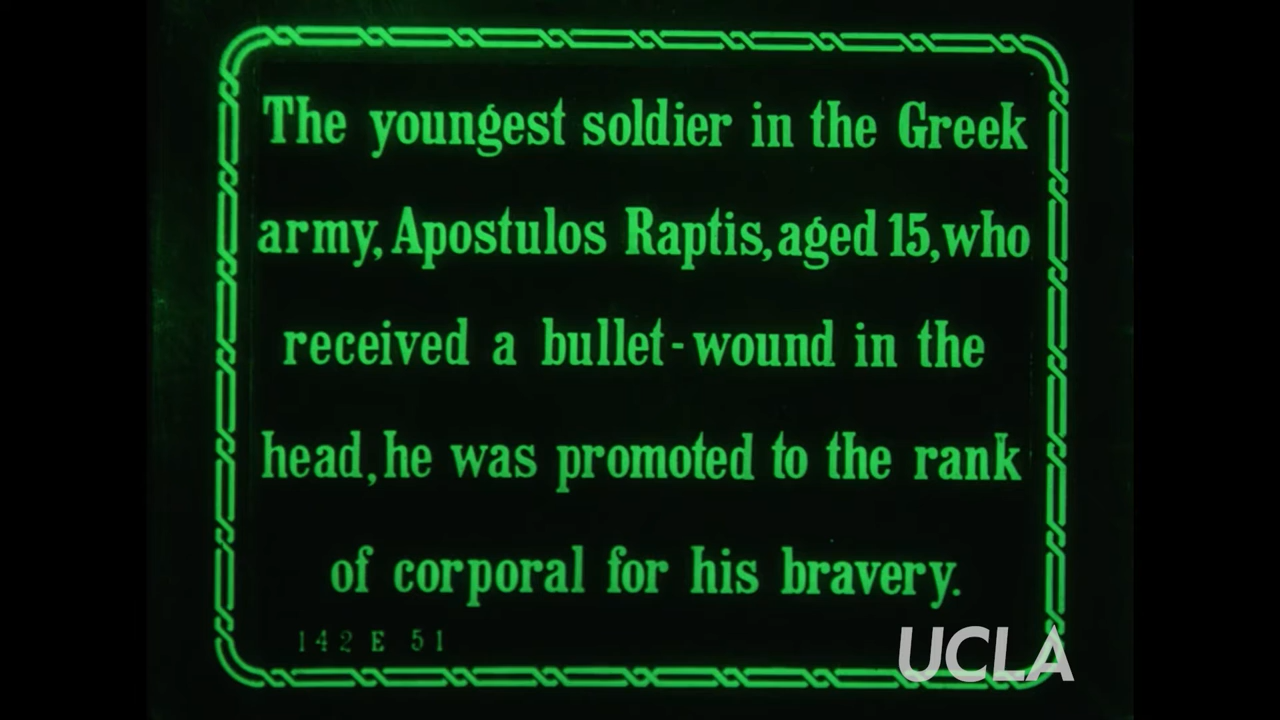 The youngest soldier in the Greek
army, Apostulos Raptis, aged 15, who
received a bullet-wound in the
head, he was promoted to the rank
of corporal for his bravery.
142 E 51
UCLA